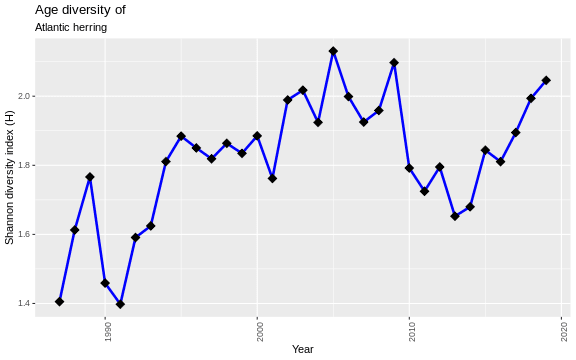 Age diversity of
Atlantic herring
Shannon diversity index (H)
2.0
1.8
1.6
1.4
1990
2000
2010
2020
Year